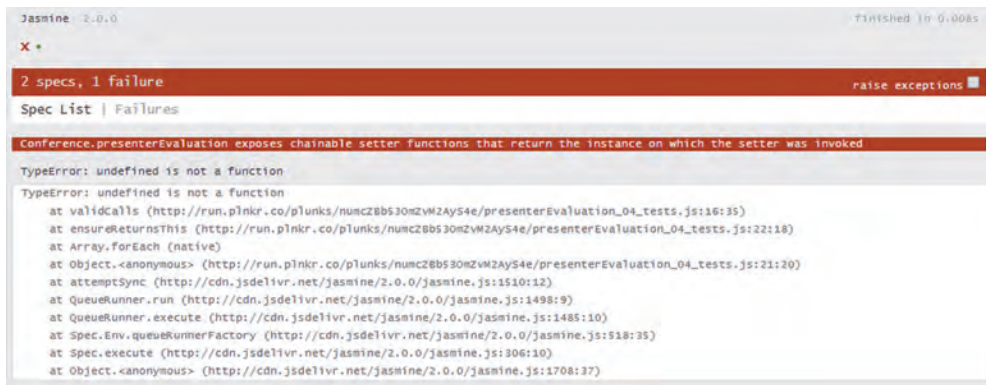 Jasmine 2.0.0 finished in 0.008s
x •
2 specs, 1 failure raise exceptions
Spec List | Failures
Conference.presenterEvaluation exposes chainable setter functions that return the instance on which the setter was invoked
TypeError: undefined is not a function
TypeError: undefined is not a function
at validCalls (http://run.plnkr.co/plunks/numcZBbS3OmZvM2AyS4e/presenterEvaluation_04_tests.js:16:35)
at ensureReturnsThis (http://run.plnkr.co/plunks/numcZBbS3OmZvM2AyS4e/presenterEvaluation_04_tests.js:22:18)
at Array.forEach (native)
at Object.<anonymous> (http://run.plnkr.co/plunks/numcZBbS3OmZvM2AyS4e/presenterEvaluation_04_tests.js:21:20)
at attemptSync (http://cdn.jsdelivr.net/jasmine/2.0.0/jasmine.js:1510:12)
at QueueRunner.run (http://cdn.jsdelivr.net/jasmine/2.0.0/jasmine.js:1498:9)
at QueueRunner.execute (http://cdn.jsdelivr.net/jasmine/2.0.0/jasmine.js:1485:10)
at Spec.Env.queueRunnerFactory (http://cdn.jsdelivr.net/jasmine/2.0.0/jasmine.js:518:35)
at Spec.execute (http://cdn.jsdelivr.net/jasmine/2.0.0/jasmine.js:306:10)
at Object.<anonymous> (http://cdn.jsdelivr.net/jasmine/2.0.0/jasmine.js:1708:37)